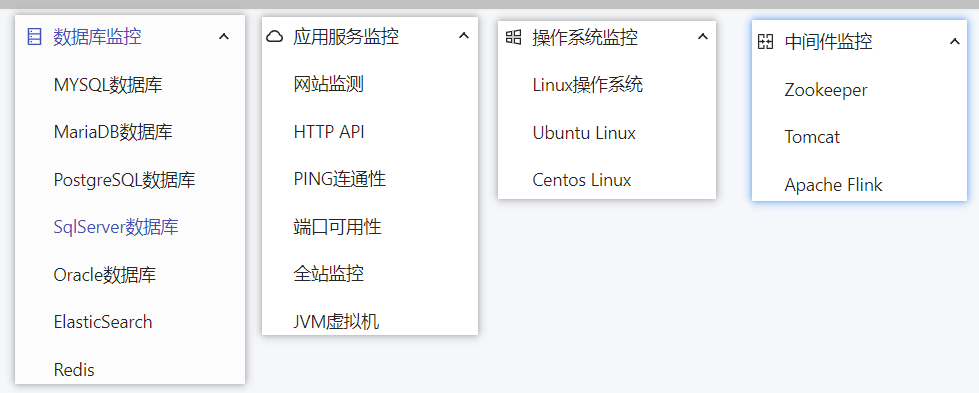 数据库监控
MYSQL数据库
MariaDB数据库
PostgreSQL数据库
SqlServer数据库
Oracle数据库
ElasticSearch
Redis
应用服务监控
网站监测
HTTP API
PING连通性
端口可用性
全站监控
JVM虚拟机
操作系统监控
Linux操作系统
Ubuntu Linux
Centos Linux
中间件监控
Zookeeper
Tomcat
Apache Flink